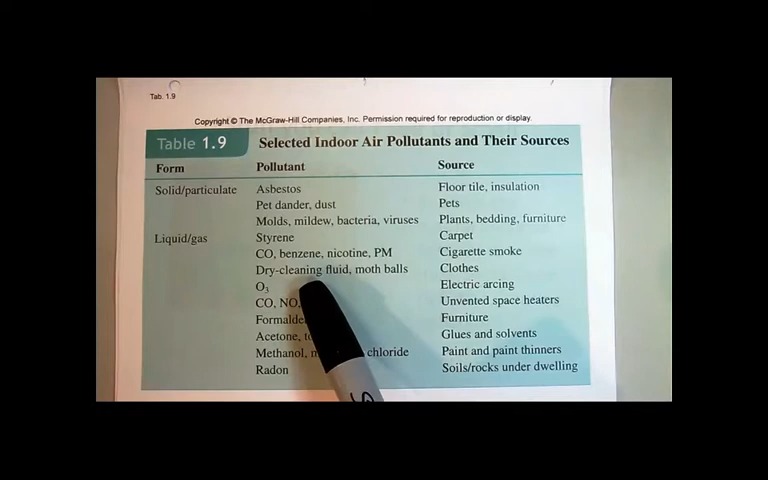 Tab. 1.9
Copyright © The McGraw-Hill Companies, Inc. Permission required for reproduction or display.
Table 1.9 Selected Indoor Air Pollutants and Their Sources
Form Pollutant Source
Solid/particulate Asbestos Floor tile, insulation
Pet dander, dust Pets
Molds, mildew, bacteria, viruses Plants, bedding, furniture
Liquid/gas Styrene Carpet
CO, benzene, nicotine, PM Cigarette smoke
Dry-cleaning fluid, moth balls Clothes
O3 Electric arcing
CO, NO, Unvented space heaters
Furniture
Acetone, Glues and solvents
Methanol, chloride Paint and paint thinners
Radon Soils/rocks under dwelling